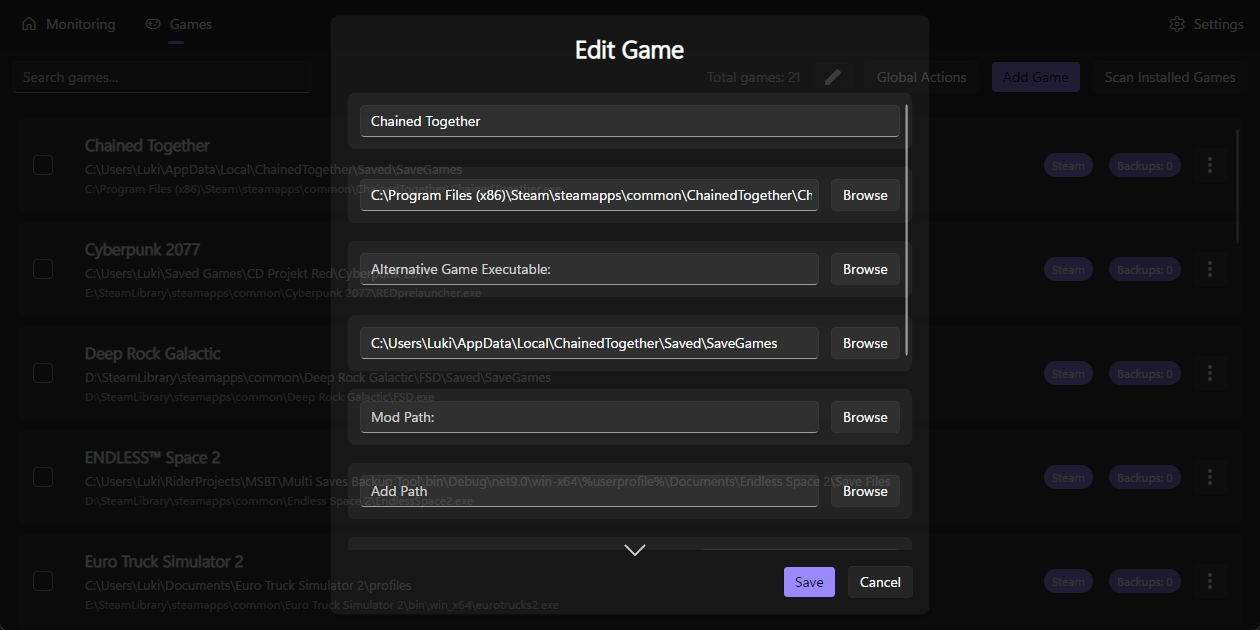 Monitoring
Games
Settings
Edit Game
Search games...
Total games: 21
Global Actions
Add Game
Scan Installed Games
Chained Together
C:\Program Files (x86)\Steam\steamapps\common\ChainedTogether\Ch
Browse
Alternative Game Executable:
Browse
C:\Users\Luki\AppData\Local\ChainedTogether\Saved\SaveGames
Browse
Mod Path:
Browse
Add Path
Browse
Save
Cancel
Chained Together
C:\Users\Luki\AppData\Local\ChainedTogether\Saved\SaveGames
C:\Program Files (x86)\Steam\steamapps\common\ChainedTogether\ChainedTogether.exe
Steam
Backups: 0
Cyberpunk 2077
C:\Users\Luki\Saved Games\CD Projekt Red\Cyberpunk 2077
E:\SteamLibrary\steamapps\common\Cyberpunk 2077\REDprelauncher.exe
Steam
Backups: 0
Deep Rock Galactic
D:\SteamLibrary\steamapps\common\Deep Rock Galactic\FSD\Saved\SaveGames
D:\SteamLibrary\steamapps\common\Deep Rock Galactic\FSD.exe
Steam
Backups: 0
ENDLESS™ Space 2
C:\Users\Luki\RiderProjects\MSBT\Multi Saves Backup Tool\bin\Debug\net9.0\win-x64\%userprofile%\Documents\Endless Space 2\Save Files
D:\SteamLibrary\steamapps\common\Endless Space 2\EndlessSpace2.exe
Steam
Backups: 0
Euro Truck Simulator 2
C:\Users\Luki\Documents\Euro Truck Simulator 2\profiles
E:\SteamLibrary\steamapps\common\Euro Truck Simulator 2\bin\win_x64\eurotrucks2.exe
Steam
Backups: 0